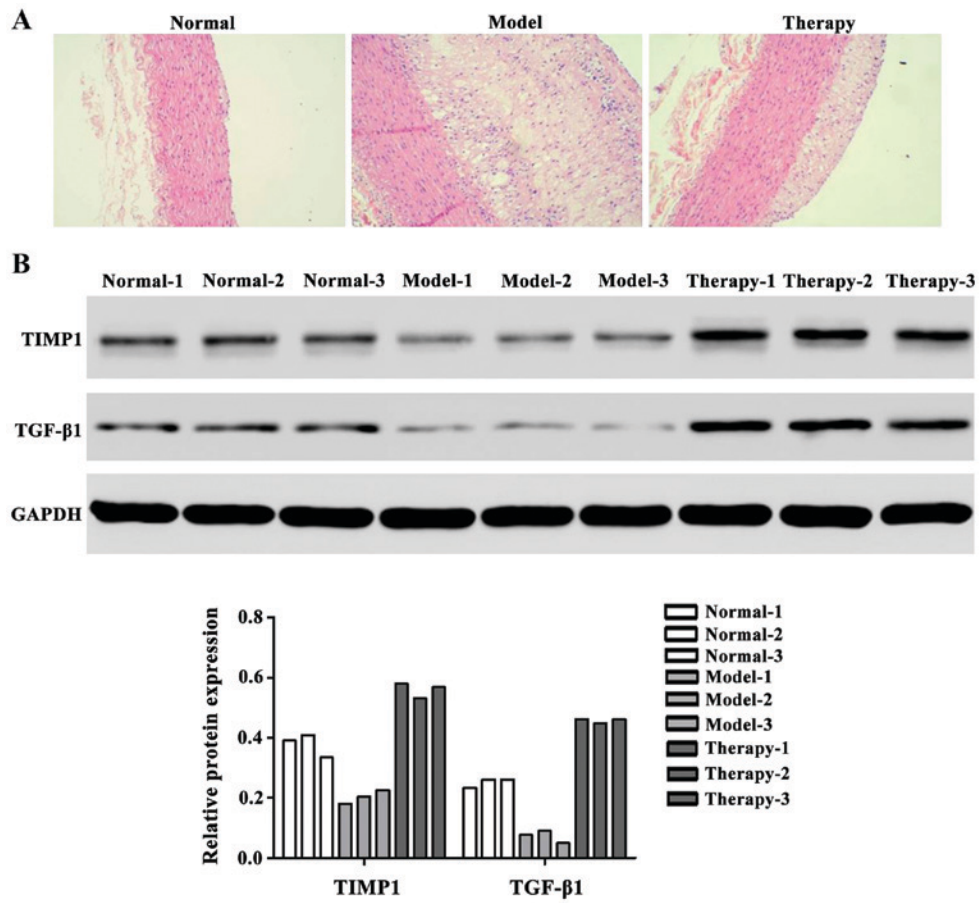 A
Normal Model Therapy
B
Normal-1 Normal-2 Normal-3 Model-1 Model-2 Model-3 Therapy-1 Therapy-2 Therapy-3
TIMP1
TGF-β1
GAPDH
Relative protein expression
0.8
0.6
0.4
0.2
0.0
TIMP1 TGF-β1
Normal-1
Normal-2
Normal-3
Model-1
Model-2
Model-3
Therapy-1
Therapy-2
Therapy-3